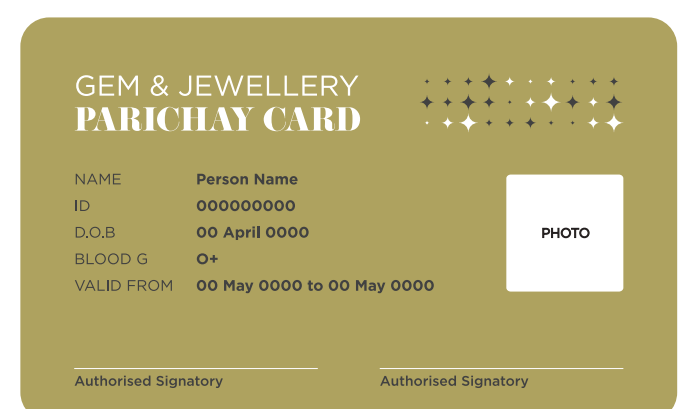 GEM & JEWELLERY
PARICHAY CARD
NAME Person Name
ID 000000000
D.O.B 00 April 0000
BLOOD G O+
VALID FROM 00 May 0000 to 00 May 0000
PHOTO
Authorised Signatory Authorised Signatory